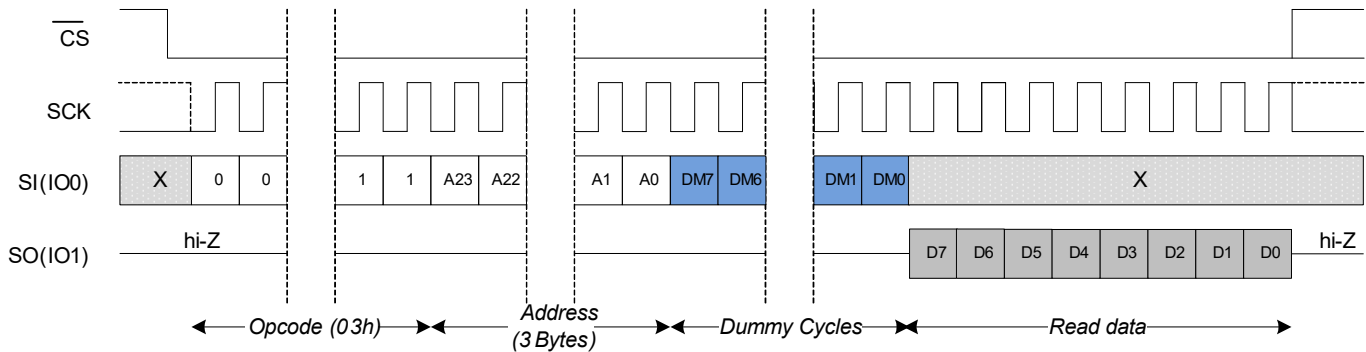 CS
SCK
SI(IO0) X 0 0 1 1 A23 A22 A1 A0 DM7 DM6 DM1 DM0 X
hi-Z hi-Z
SO(IO1) D7 D6 D5 D4 D3 D2 D1 D0
Opcode (03h) Address (3 Bytes) Dummy Cycles Read data